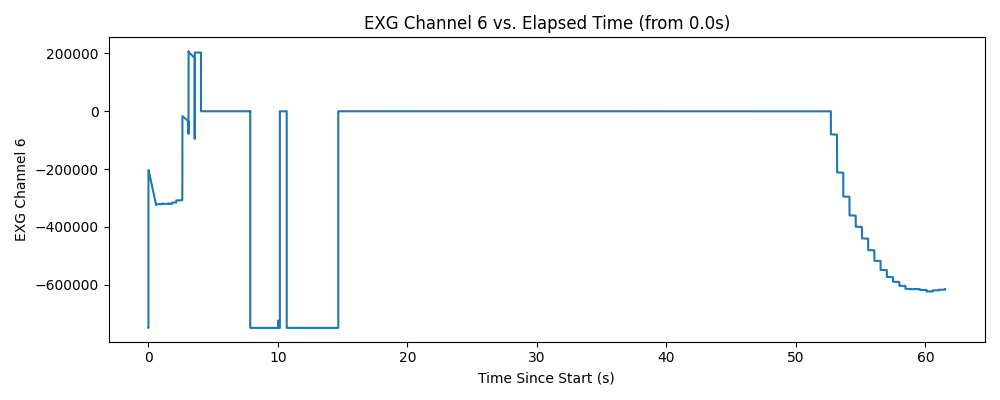 EXG Channel 6 vs. Elapsed Time (from 0.0s)
EXG Channel 6
200000
0
−200000
−400000
−600000
0 10 20 30 40 50 60
Time Since Start (s)